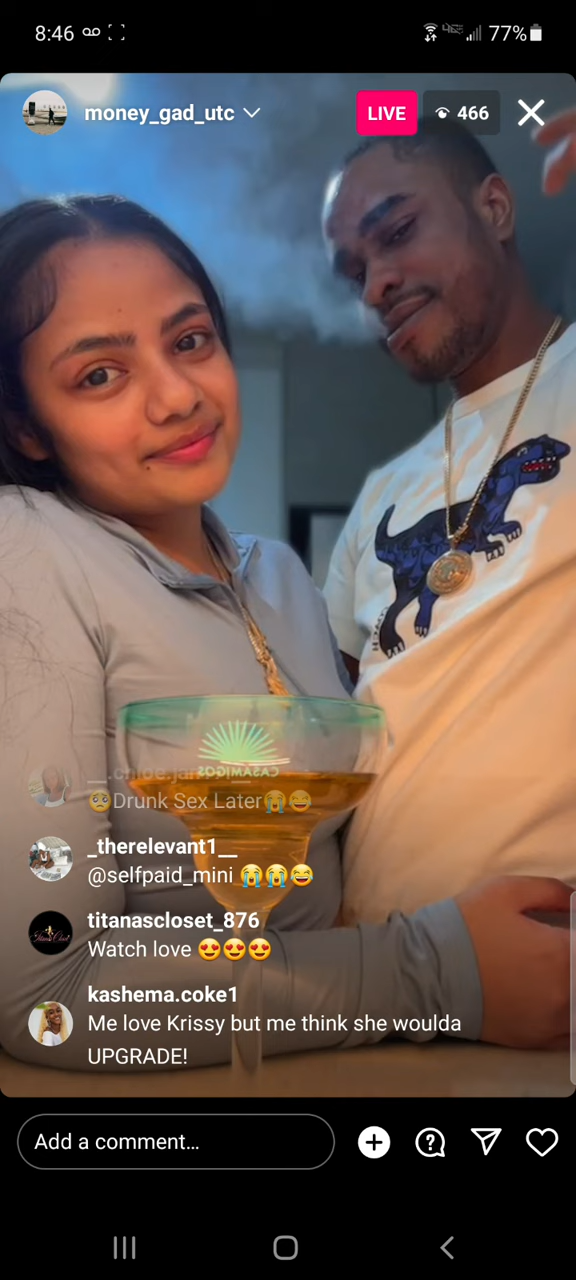 8:46
77%
money_gad_utc
LIVE
466
CASAMIGOS
🥺Drunk Sex Later😭😂
_therelevant1__
@selfpaid_mini 😭😭😂
titanascloset_876
Watch love 😍😍😍
kashema.coke1
Me love Krissy but me think she woulda
UPGRADE!
Add a comment...